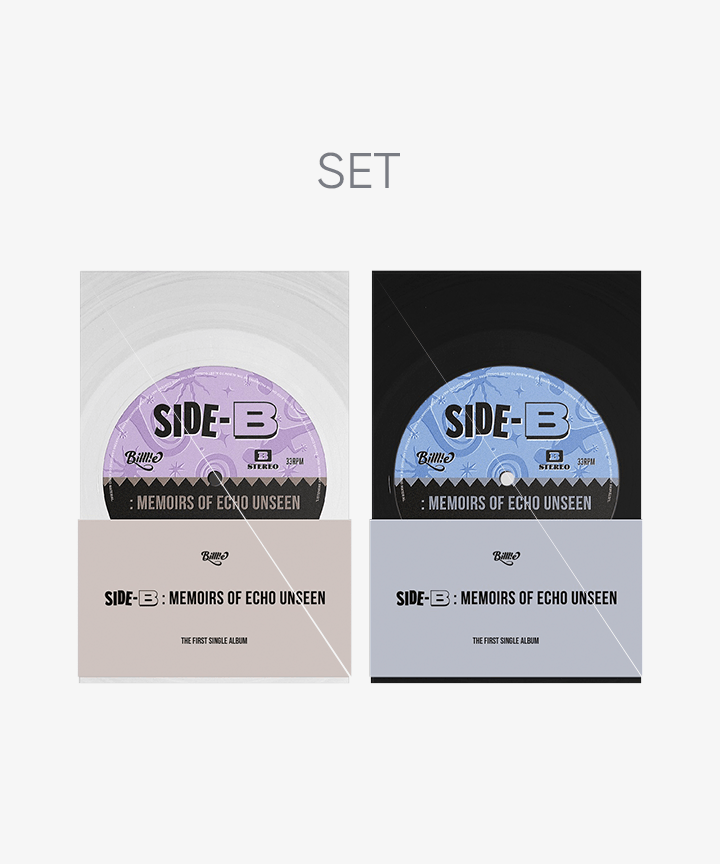 SET
SIDE-B
Billlie
B
STEREO
33RPM
: MEMOIRS OF ECHO UNSEEN
Billlie
SIDE-B : MEMOIRS OF ECHO UNSEEN
THE FIRST SINGLE ALBUM
SIDE-B
Billlie
B
STEREO
33RPM
: MEMOIRS OF ECHO UNSEEN
Billlie
SIDE-B : MEMOIRS OF ECHO UNSEEN
THE FIRST SINGLE ALBUM